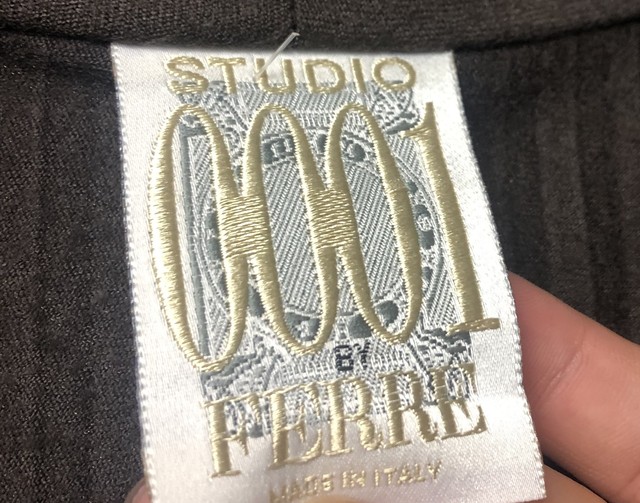 STUDIO
0001
BY
FERRE
MADE IN ITALY